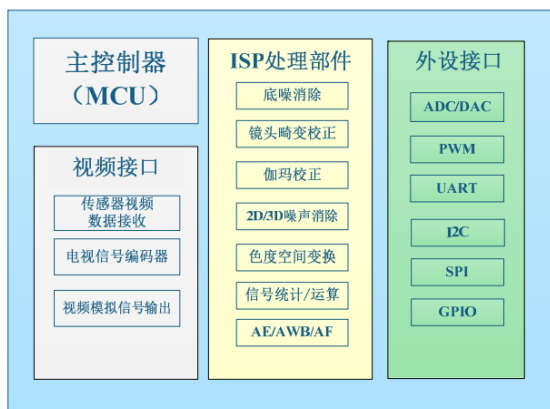 主控制器
（MCU）
视频接口
传感器视频
数据接收
电视信号编码器
视频模拟信号输出
ISP处理部件
底噪消除
镜头畸变校正
伽玛校正
2D/3D噪声消除
色度空间变换
信号统计/运算
AE/AWB/AF
外设接口
ADC/DAC
PWM
UART
I2C
SPI
GPIO